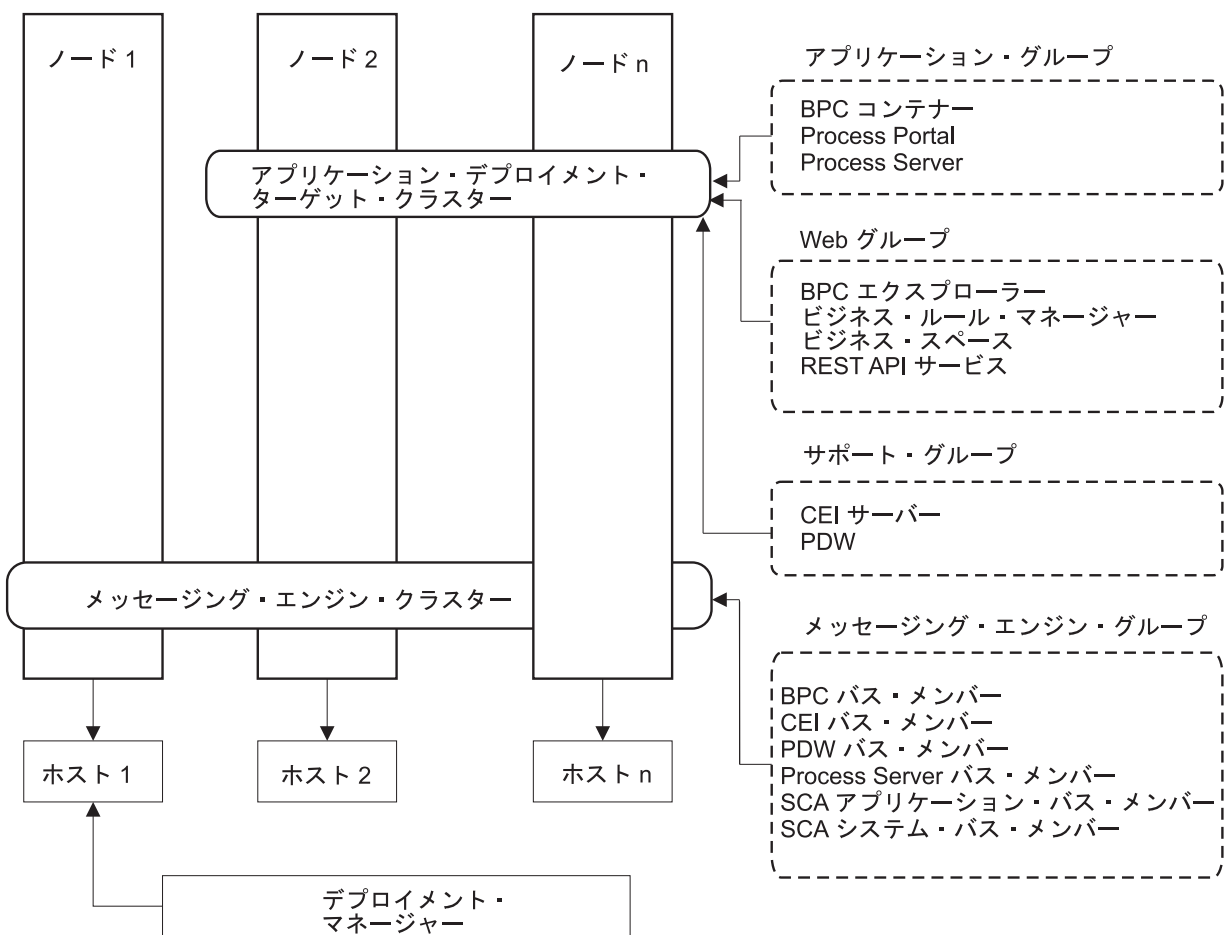 ノード 1
ノード 2
ノード n
アプリケーション・デプロイメント・
ターゲット・クラスター
メッセージング・エンジン・クラスター
ホスト 1
ホスト 2
ホスト n
デプロイメント・
マネージャー
アプリケーション・グループ
BPC コンテナー
Process Portal
Process Server
Web グループ
BPC エクスプローラー
ビジネス・ルール・マネージャー
ビジネス・スペース
REST API サービス
サポート・グループ
CEI サーバー
PDW
メッセージング・エンジン・グループ
BPC バス・メンバー
CEI バス・メンバー
PDW バス・メンバー
Process Server バス・メンバー
SCA アプリケーション・バス・メンバー
SCA システム・バス・メンバー